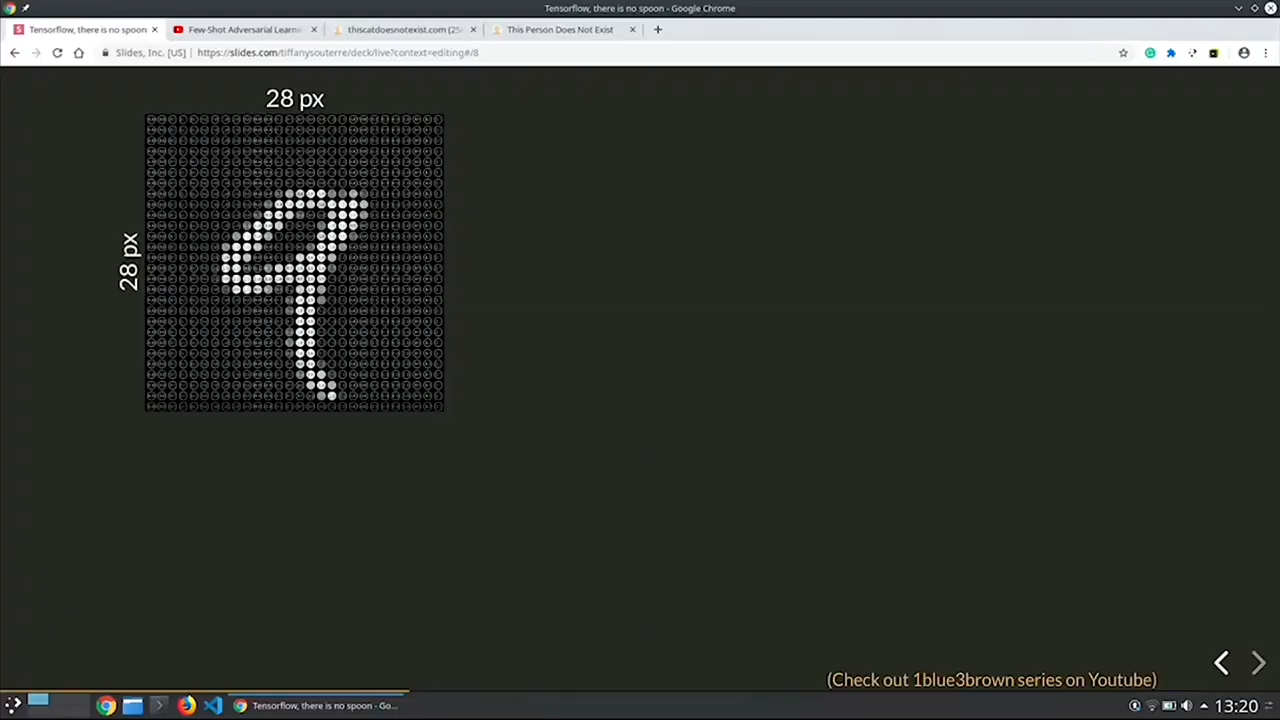 Tensorflow, there is no spoon - Google Chrome
Tensorflow, there is no spoon
Few-Shot Adversarial Learni
thiscatdoesnotexist.com (25
This Person Does Not Exist
Slides, Inc. [US]
https://slides.com/tiffanysouterre/deck/live?context=editing#/8
28 px
28 px
(Check out 1blue3brown series on Youtube)
Tensorflow, there is no spoon - Go...
13:20